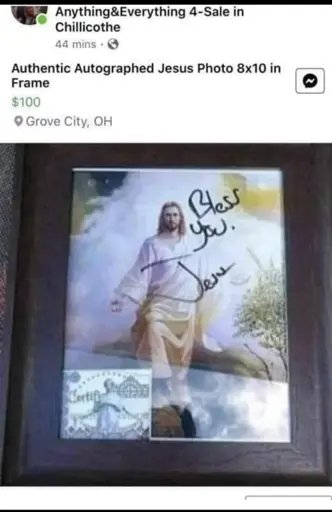 Anything&Everything 4-Sale in
Chillicothe
44 mins ·
Authentic Autographed Jesus Photo 8x10 in
Frame
$100
Grove City, OH
Bless
You.
Jesus